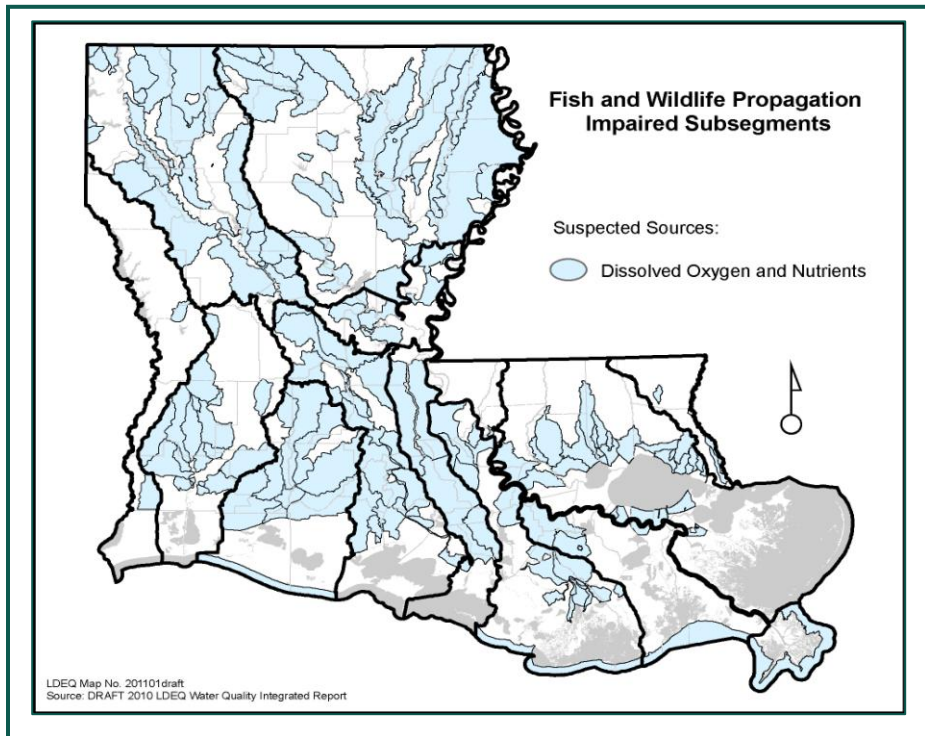 Fish and Wildlife Propagation
Impaired Subsegments
Suspected Sources:
Dissolved Oxygen and Nutrients
LDEQ Map No. 201101draft
Source: DRAFT 2010 LDEQ Water Quality Integrated Report